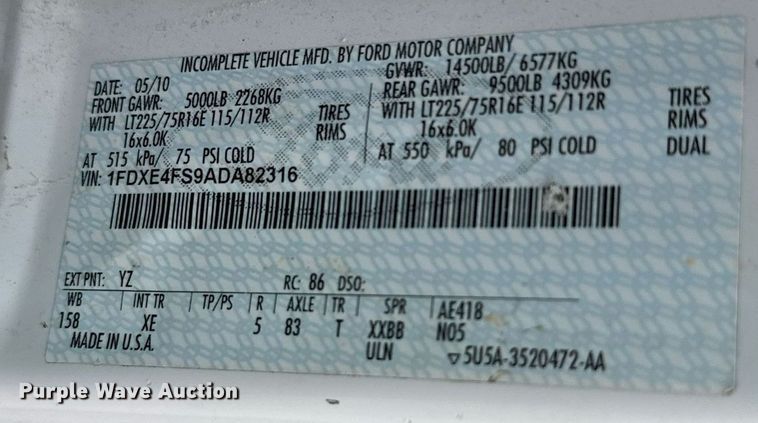 INCOMPLETE VEHICLE MFD. BY FORD MOTOR COMPANY
DATE: 05/10 GVWR: 14500LB/ 6577KG
FRONT GAWR: 5000LB 2268KG REAR GAWR: 9500LB 4309KG
WITH LT225/75R16E 115/112R TIRES WITH LT225/75R16E 115/112R TIRES
16x6.0K RIMS 16x6.0K RIMS
AT 515 kPa/ 75 PSI COLD AT 550 kPa/ 80 PSI COLD DUAL
VIN: 1FDXE4FS9ADA82316
EXT PNT: YZ RC: 86 DSO:
WB INT TR TP/PS R AXLE TR SPR AE418
158 XE 5 83 T XXBB N05
MADE IN U.S.A. ULN ▽5U5A-3520472-AA
Purple Wave Auction